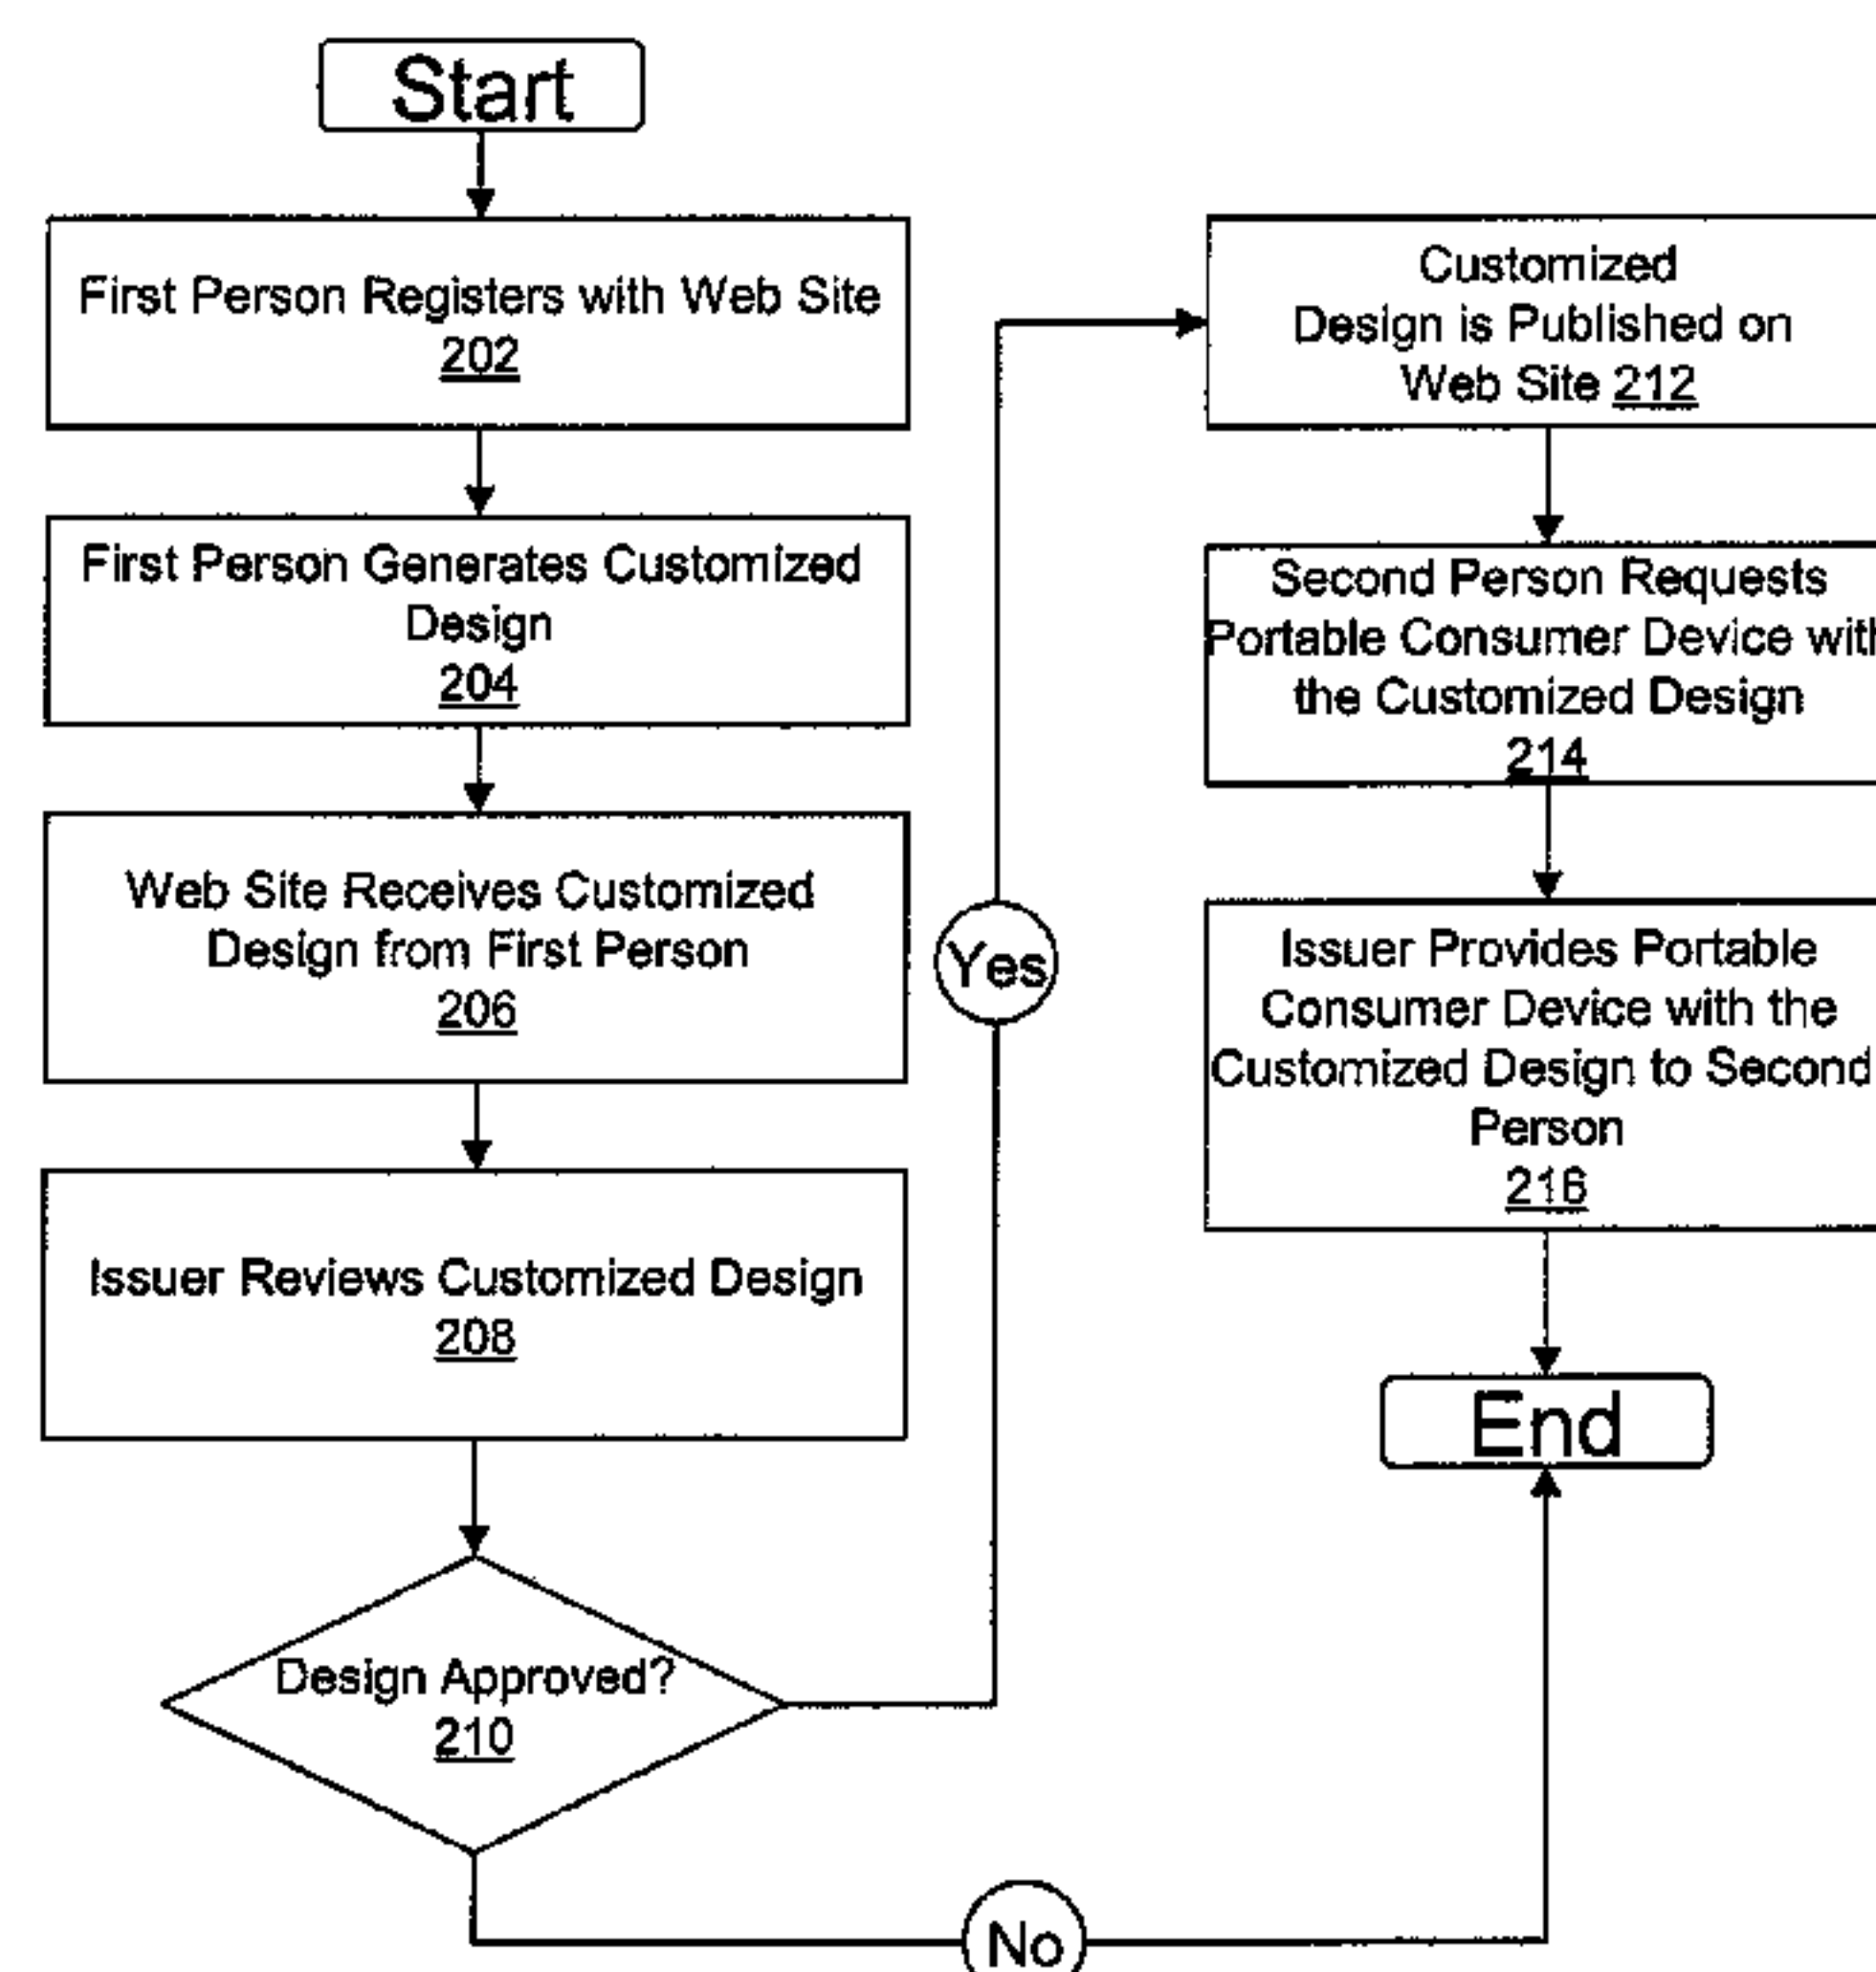 Start
First Person Registers with Web Site
202
First Person Generates Customized
Design
204
Web Site Receives Customized
Design from First Person
206
Issuer Reviews Customized Design
208
Design Approved?
210
Yes
No
Customized
Design is Published on
Web Site 212
Second Person Requests
Portable Consumer Device with
the Customized Design
214
Issuer Provides Portable
Consumer Device with the
Customized Design to Second
Person
216
End